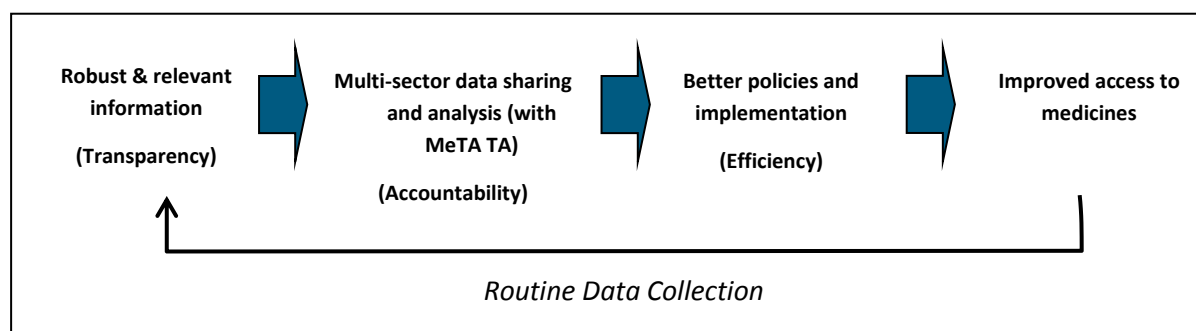 Robust & relevant
information
(Transparency)
Multi-sector data sharing
and analysis (with
MeTA TA)
(Accountability)
Better policies and
implementation
(Efficiency)
Improved access to
medicines
Routine Data Collection